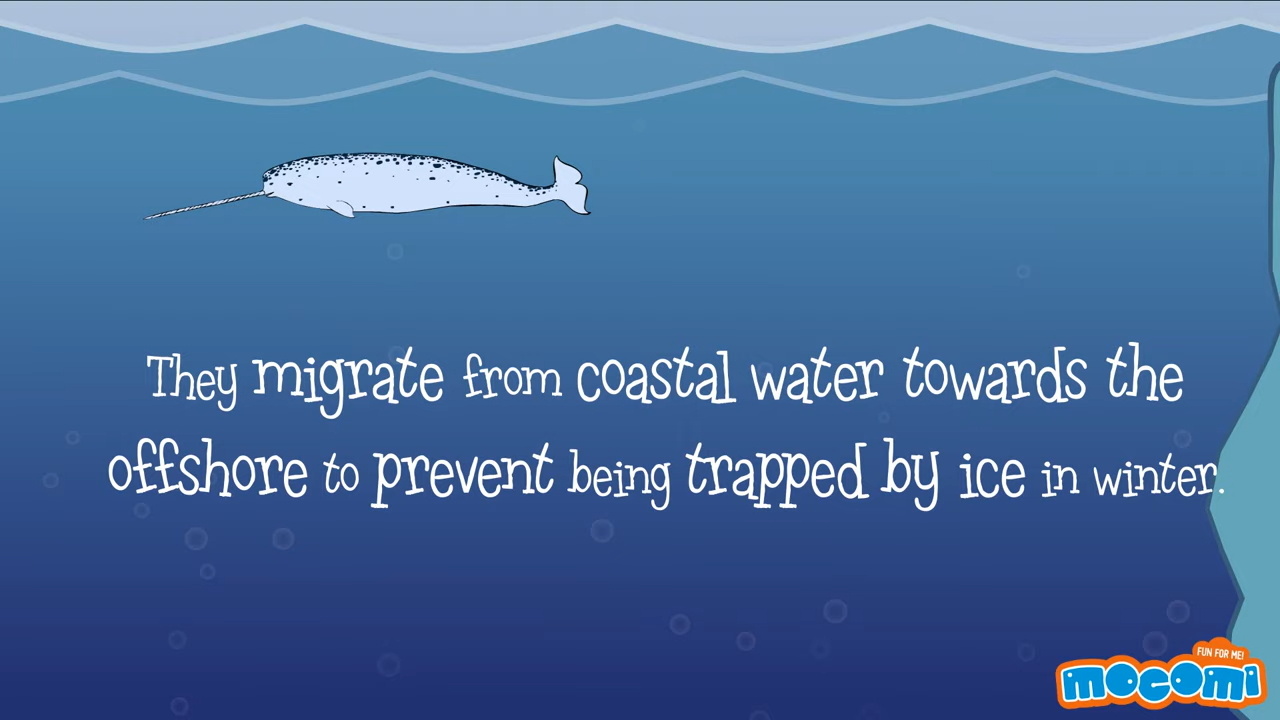 They migrate from coastal water towards the
offshore to prevent being trapped by ice in winter.
FUN FOR ME!
mocomi